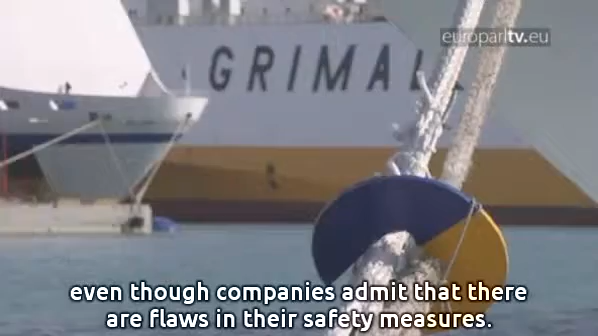 europarltv.eu
GRIMAL
even though companies admit that there
are flaws in their safety measures.